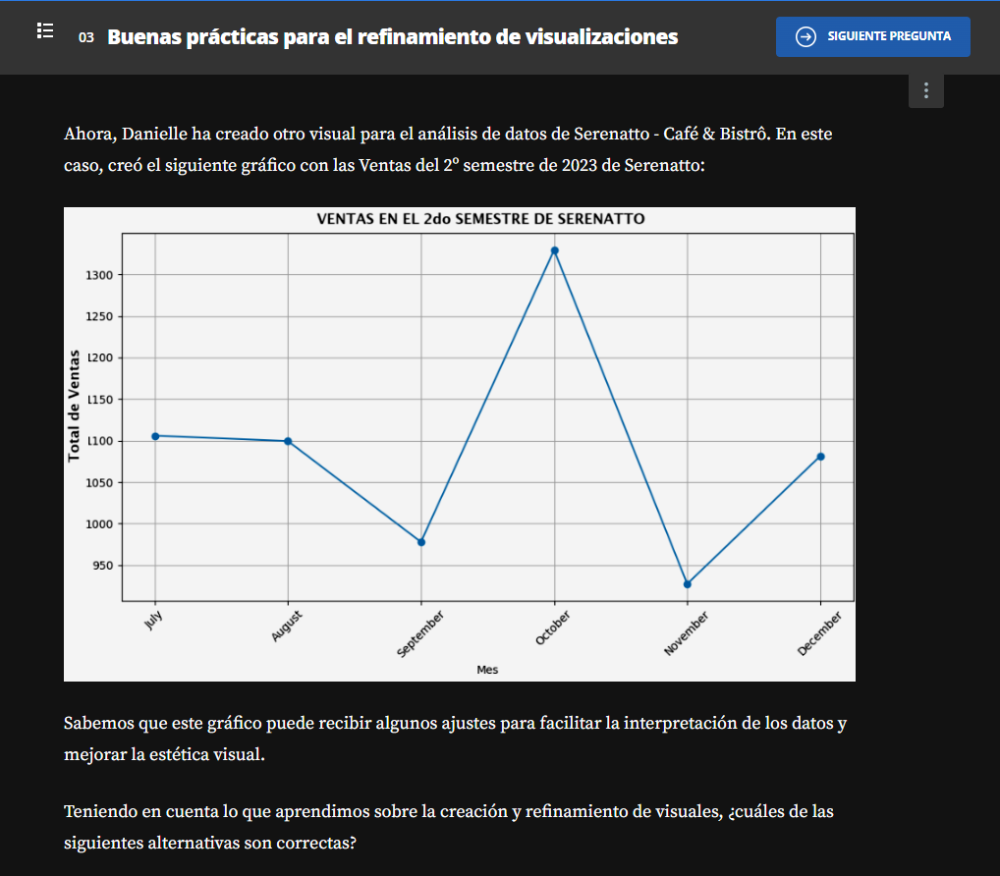 03 Buenas prácticas para el refinamiento de visualizaciones
SIGUIENTE PREGUNTA
Ahora, Danielle ha creado otro visual para el análisis de datos de Serenatto - Café & Bistrô. En este
caso, creó el siguiente gráfico con las Ventas del 2º semestre de 2023 de Serenatto:
VENTAS EN EL 2do SEMESTRE DE SERENATTO
Total de Ventas
1300
1250
1200
1150
1100
1050
1000
950
July
August
September
October
November
December
Mes
Sabemos que este gráfico puede recibir algunos ajustes para facilitar la interpretación de los datos y
mejorar la estética visual.
Teniendo en cuenta lo que aprendimos sobre la creación y refinamiento de visuales, ¿cuáles de las
siguientes alternativas son correctas?